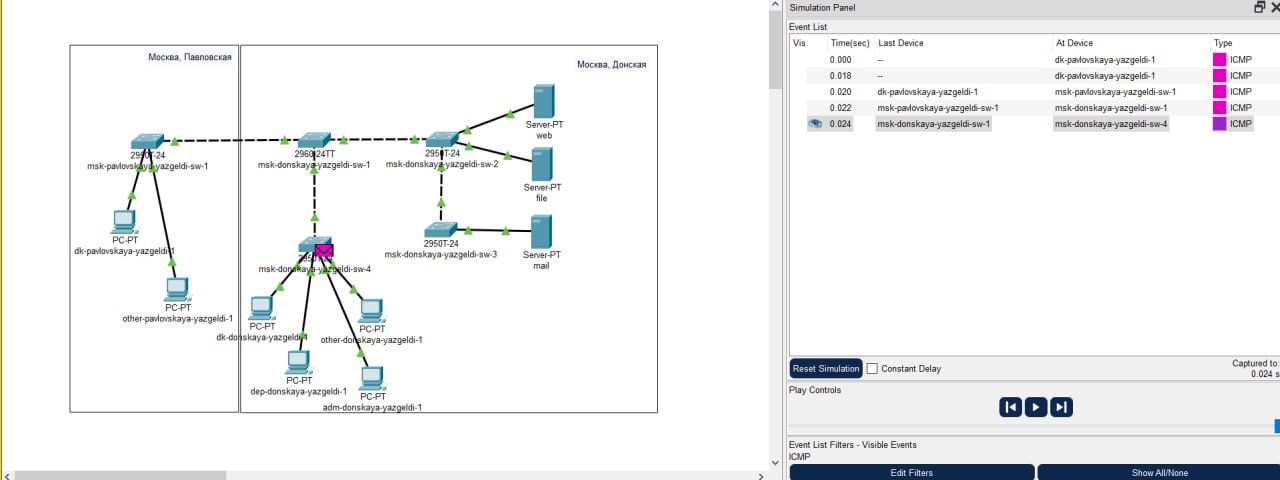 Москва, Павловская
Москва, Донская
Server-PT
web
2950T-24
msk-pavlovskaya-yazgeldi-sw-1
2960-24TT
msk-donskaya-yazgeldi-sw-1
2950T-24
msk-donskaya-yazgeldi-sw-2
Server-PT
file
PC-PT
dk-pavlovskaya-yazgeldi-1
2950T-24
msk-donskaya-yazgeldi-sw-3
Server-PT
mail
msk-donskaya-yazgeldi-sw-4
PC-PT
other-pavlovskaya-yazgeldi-1
PC-PT
dk-donskaya-yazgeldi-1
PC-PT
other-donskaya-yazgeldi-1
PC-PT
dep-donskaya-yazgeldi-1
PC-PT
adm-donskaya-yazgeldi-1
Simulation Panel
Event List
Vis. Time(sec) Last Device At Device Type
0.000 -- dk-pavlovskaya-yazgeldi-1 ICMP
0.018 -- dk-pavlovskaya-yazgeldi-1 ICMP
0.020 dk-pavlovskaya-yazgeldi-1 msk-pavlovskaya-yazgeldi-sw-1 ICMP
0.022 msk-pavlovskaya-yazgeldi-sw-1 msk-donskaya-yazgeldi-sw-1 ICMP
0.024 msk-donskaya-yazgeldi-sw-1 msk-donskaya-yazgeldi-sw-4 ICMP
Reset Simulation Constant Delay
Captured to:
0.024 s
Play Controls
Event List Filters - Visible Events
ICMP
Edit Filters Show All/None